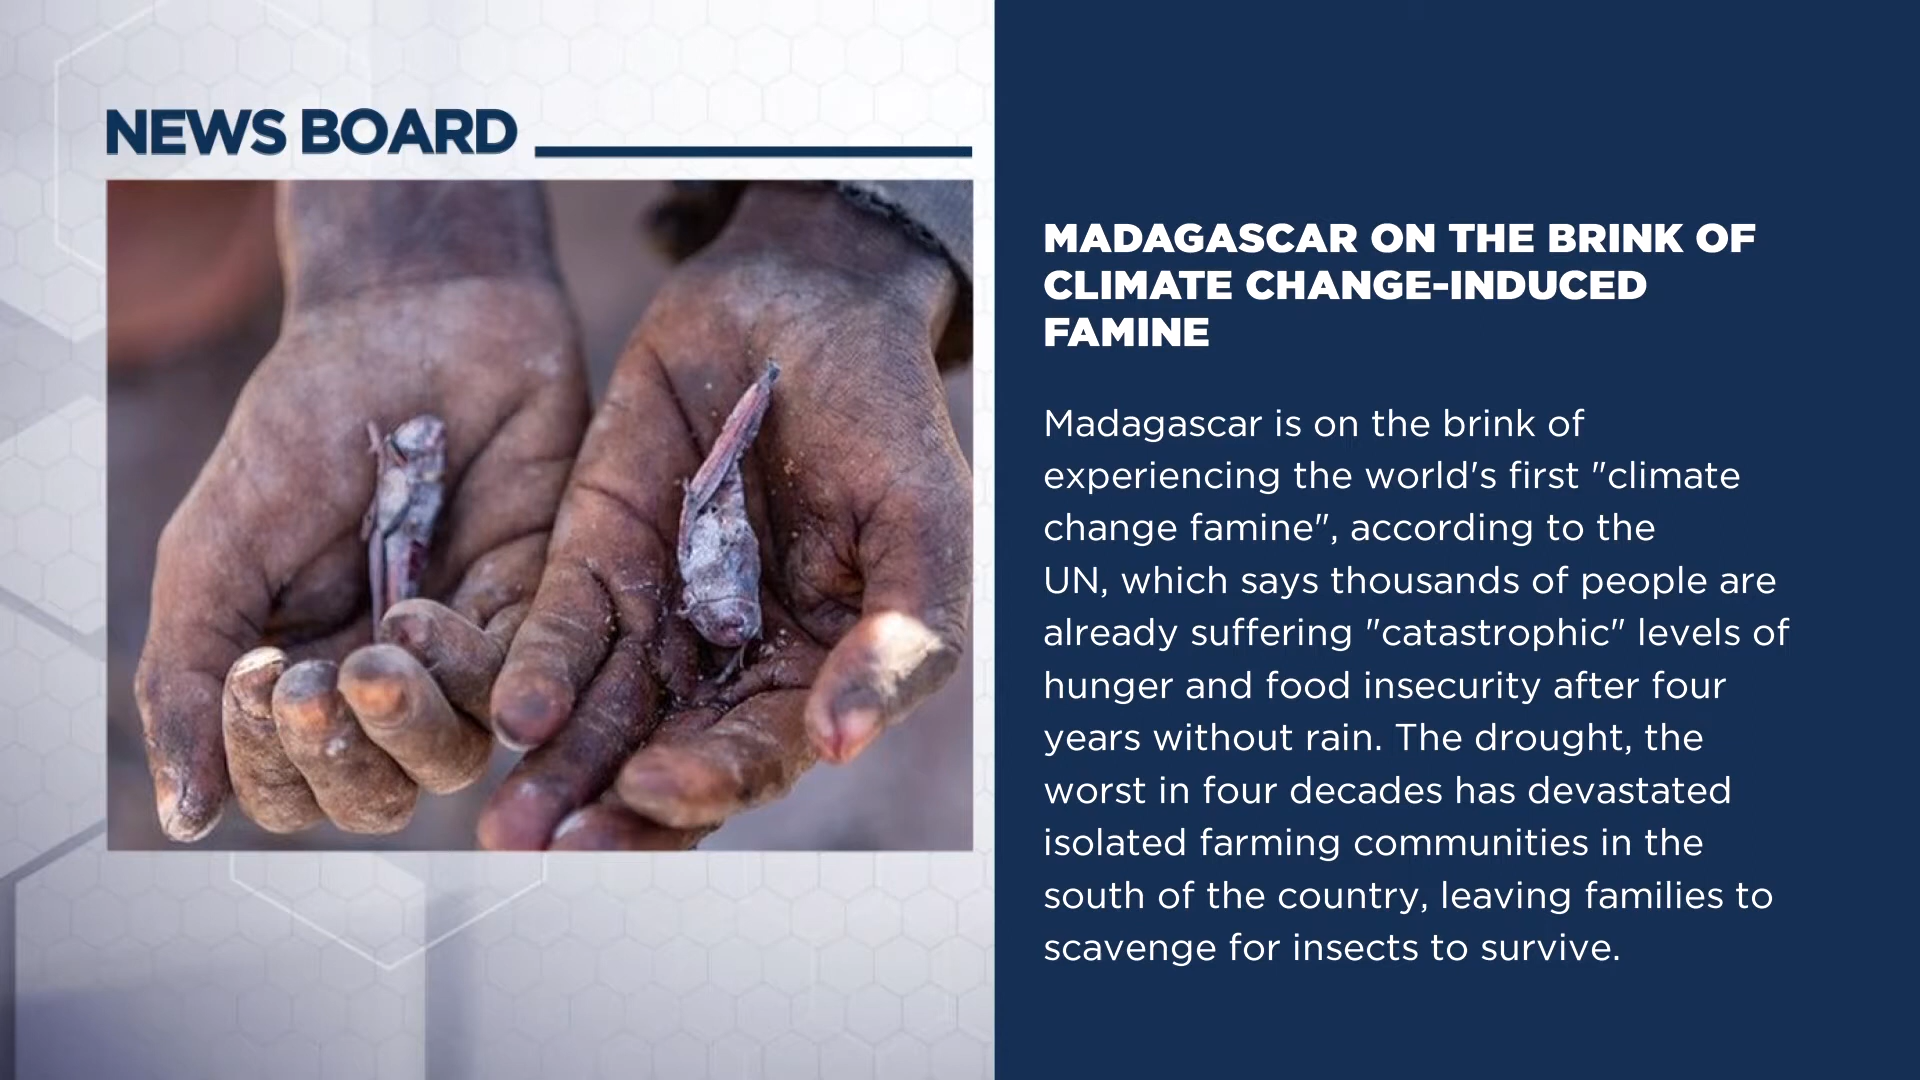 NEWS BOARD
MADAGASCAR ON THE BRINK OF
CLIMATE CHANGE-INDUCED
FAMINE
Madagascar is on the brink of
experiencing the world's first "climate
change famine", according to the
UN, which says thousands of people are
already suffering "catastrophic" levels of
hunger and food insecurity after four
years without rain. The drought, the
worst in four decades has devastated
isolated farming communities in the
south of the country, leaving families to
scavenge for insects to survive.